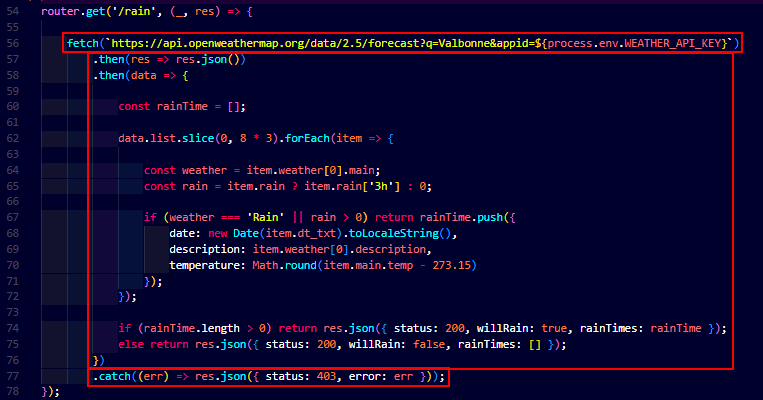 54 router.get('/rain', (_, res) => {
55
56 fetch(`https://api.openweathermap.org/data/2.5/forecast?q=Valbonne&appid=${process.env.WEATHER_API_KEY}`)
57 .then(res => res.json())
58 .then(data => {
59
60 const rainTime = [];
61
62 data.list.slice(0, 8 * 3).forEach(item => {
63
64 const weather = item.weather[0].main;
65 const rain = item.rain ? item.rain['3h'] : 0;
66
67 if (weather === 'Rain' || rain > 0) return rainTime.push({
68 date: new Date(item.dt_txt).toLocaleString(),
69 description: item.weather[0].description,
70 temperature: Math.round(item.main.temp - 273.15)
71 });
72 });
73
74 if (rainTime.length > 0) return res.json({ status: 200, willRain: true, rainTimes: rainTime });
75 else return res.json({ status: 200, willRain: false, rainTimes: [] });
76 })
77 .catch((err) => res.json({ status: 403, error: err }));
78 });